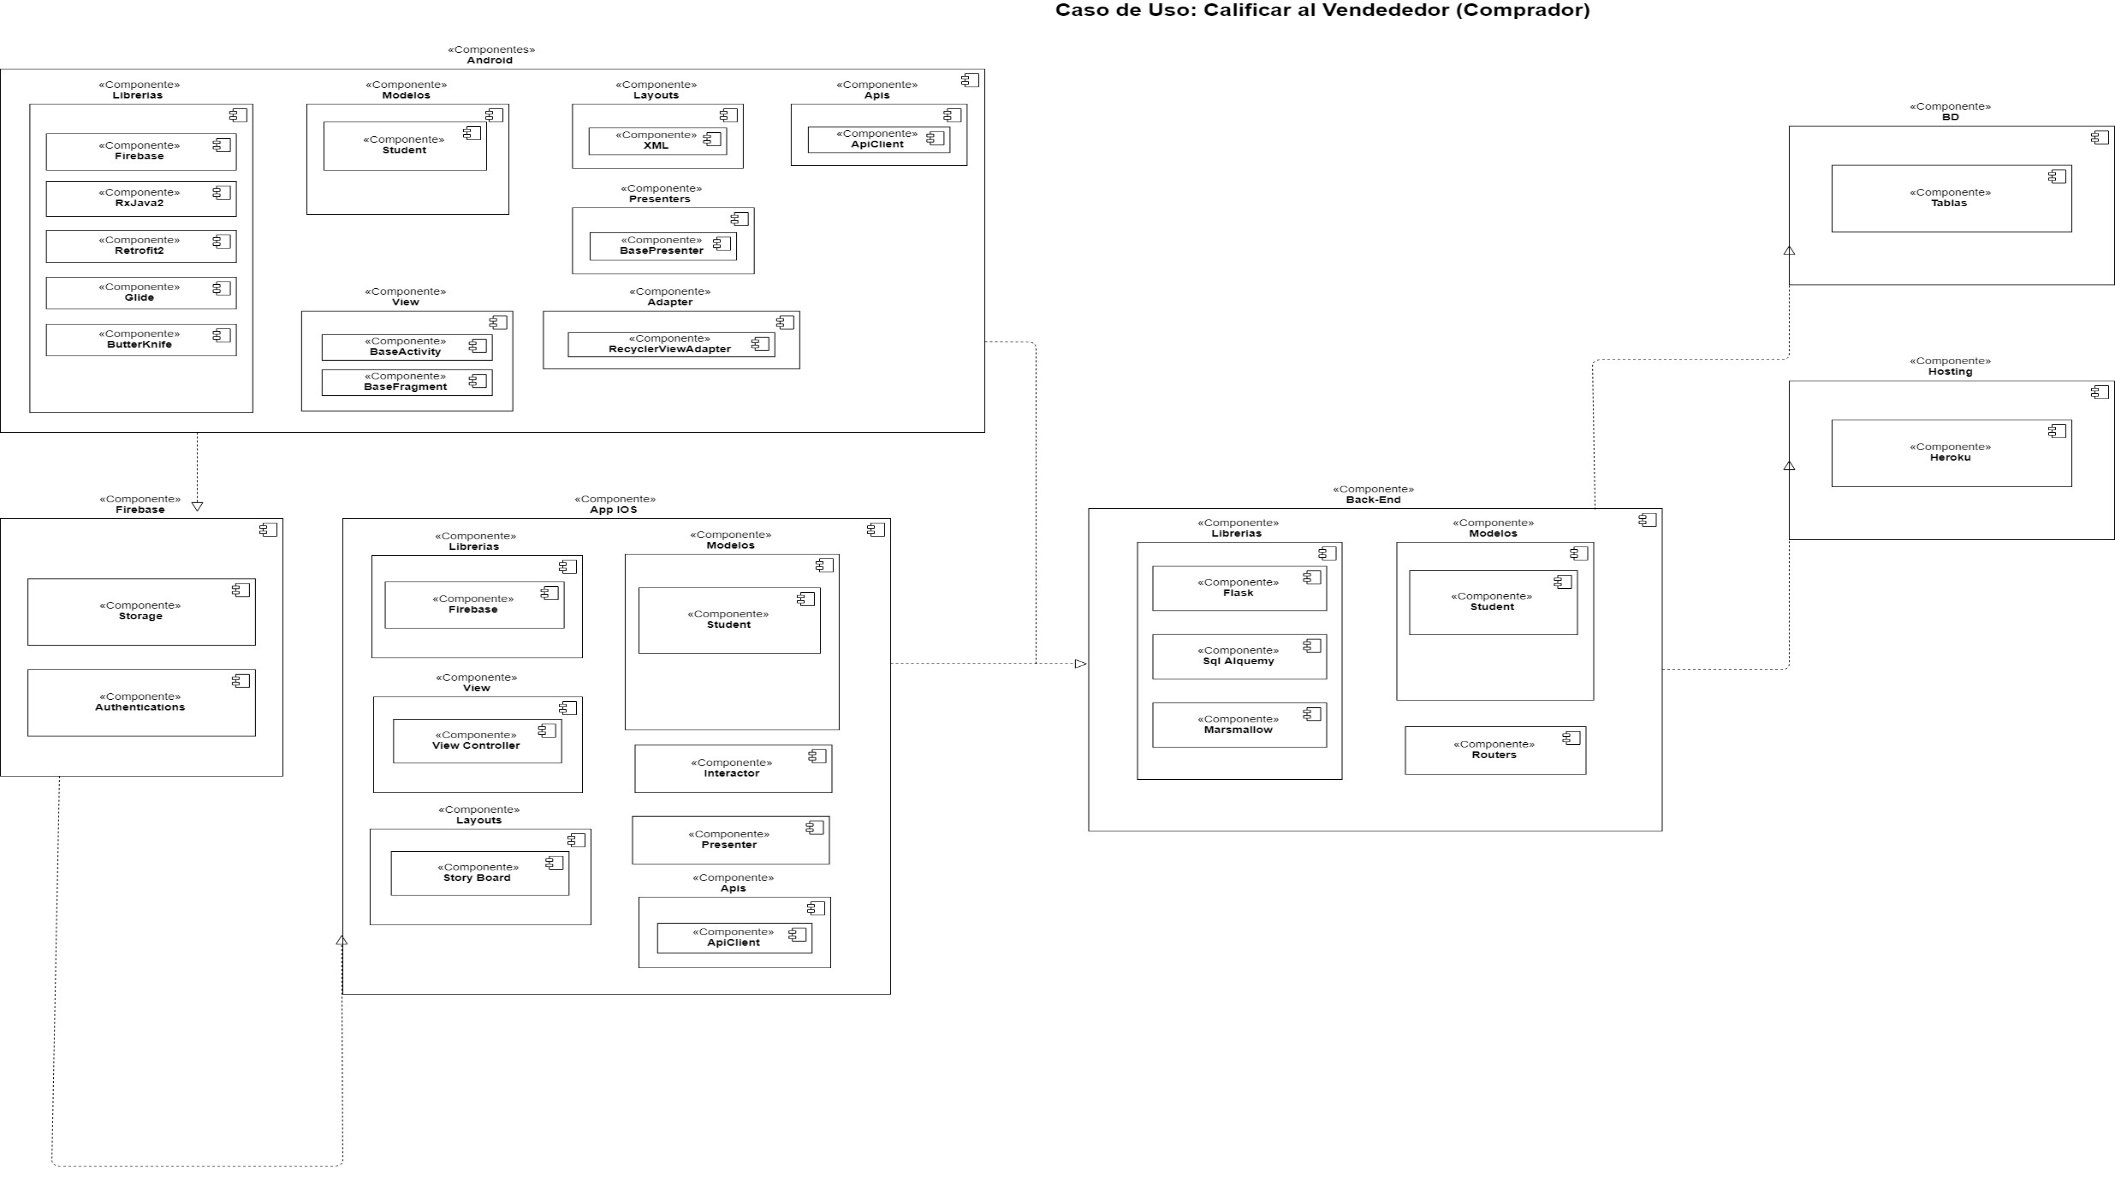 Caso de Uso: Calificar al Vendededor (Comprador)
«Componentes»
Android
«Componente»
Librerias
«Componente»
Firebase
«Componente»
RxJava2
«Componente»
Retrofit2
«Componente»
Glide
«Componente»
ButterKnife
«Componente»
Modelos
«Componente»
Student
«Componente»
View
«Componente»
BaseActivity
«Componente»
BaseFragment
«Componente»
Layouts
«Componente»
XML
«Componente»
Presenters
«Componente»
BasePresenter
«Componente»
Adapter
«Componente»
RecyclerViewAdapter
«Componente»
Apis
«Componente»
ApiClient
«Componente»
BD
«Componente»
Tablas
«Componente»
Hosting
«Componente»
Heroku
«Componente»
Firebase
«Componente»
Storage
«Componente»
Authentications
«Componente»
App IOS
«Componente»
Librerias
«Componente»
Firebase
«Componente»
View
«Componente»
View Controller
«Componente»
Layouts
«Componente»
Story Board
«Componente»
Modelos
«Componente»
Student
«Componente»
Interactor
«Componente»
Presenter
«Componente»
Apis
«Componente»
ApiClient
«Componente»
Back-End
«Componente»
Librerias
«Componente»
Flask
«Componente»
Sql Alquemy
«Componente»
Marsmallow
«Componente»
Modelos
«Componente»
Student
«Componente»
Routers